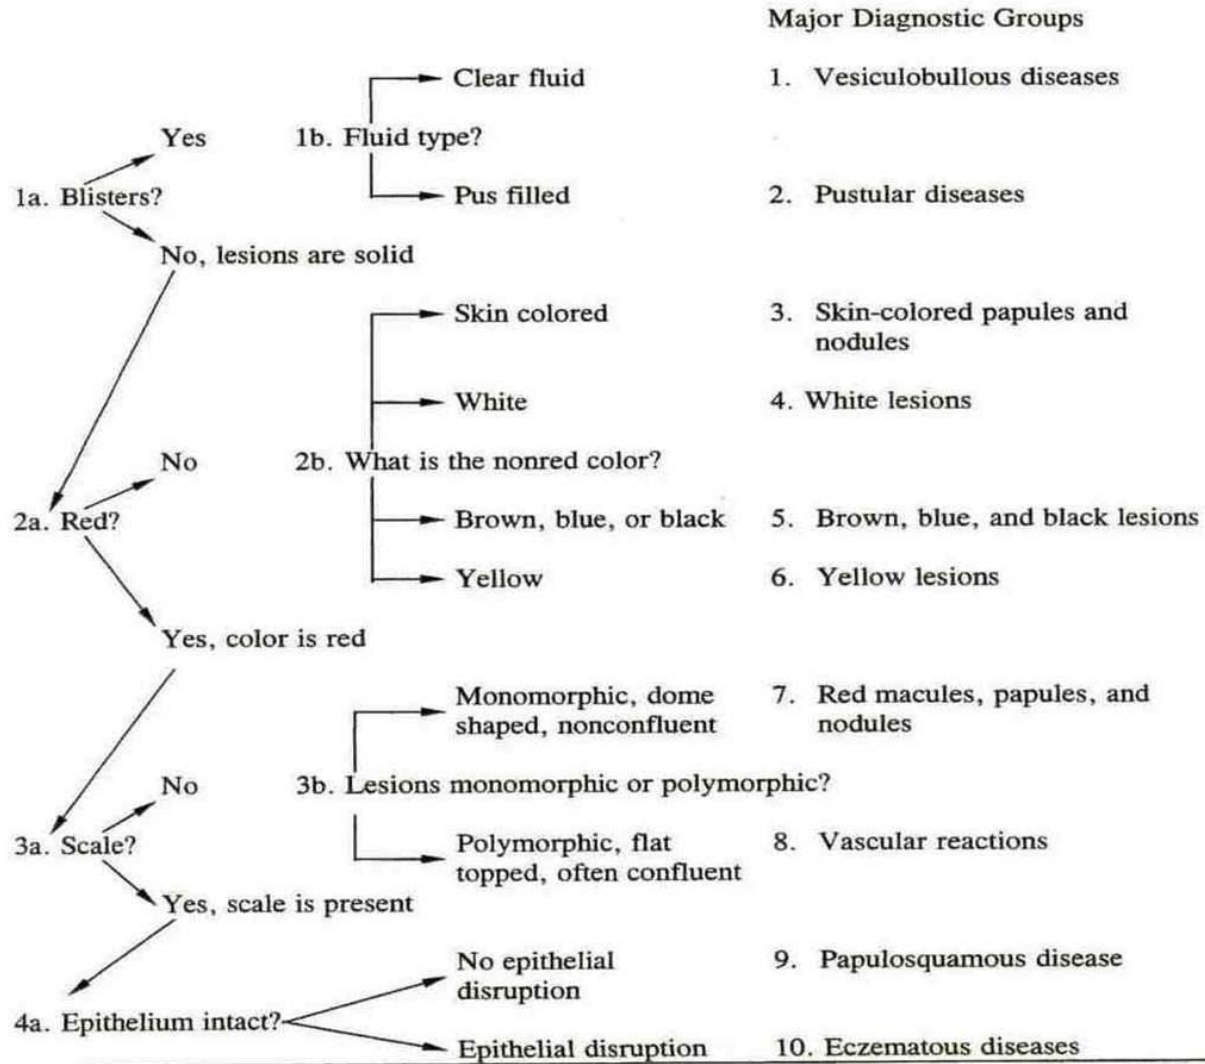 Major Diagnostic Groups
Clear fluid 1. Vesiculobullous diseases
Yes 1b. Fluid type?
1a. Blisters?
Pus filled 2. Pustular diseases
No, lesions are solid
Skin colored 3. Skin-colored papules and
nodules
White 4. White lesions
No 2b. What is the nonred color?
2a. Red?
Brown, blue, or black 5. Brown, blue, and black lesions
Yellow 6. Yellow lesions
Yes, color is red
Monomorphic, dome 7. Red macules, papules, and
shaped, nonconfluent nodules
No 3b. Lesions monomorphic or polymorphic?
3a. Scale?
Polymorphic, flat 8. Vascular reactions
topped, often confluent
Yes, scale is present
No epithelial 9. Papulosquamous disease
disruption
4a. Epithelium intact?
Epithelial disruption 10. Eczematous diseases